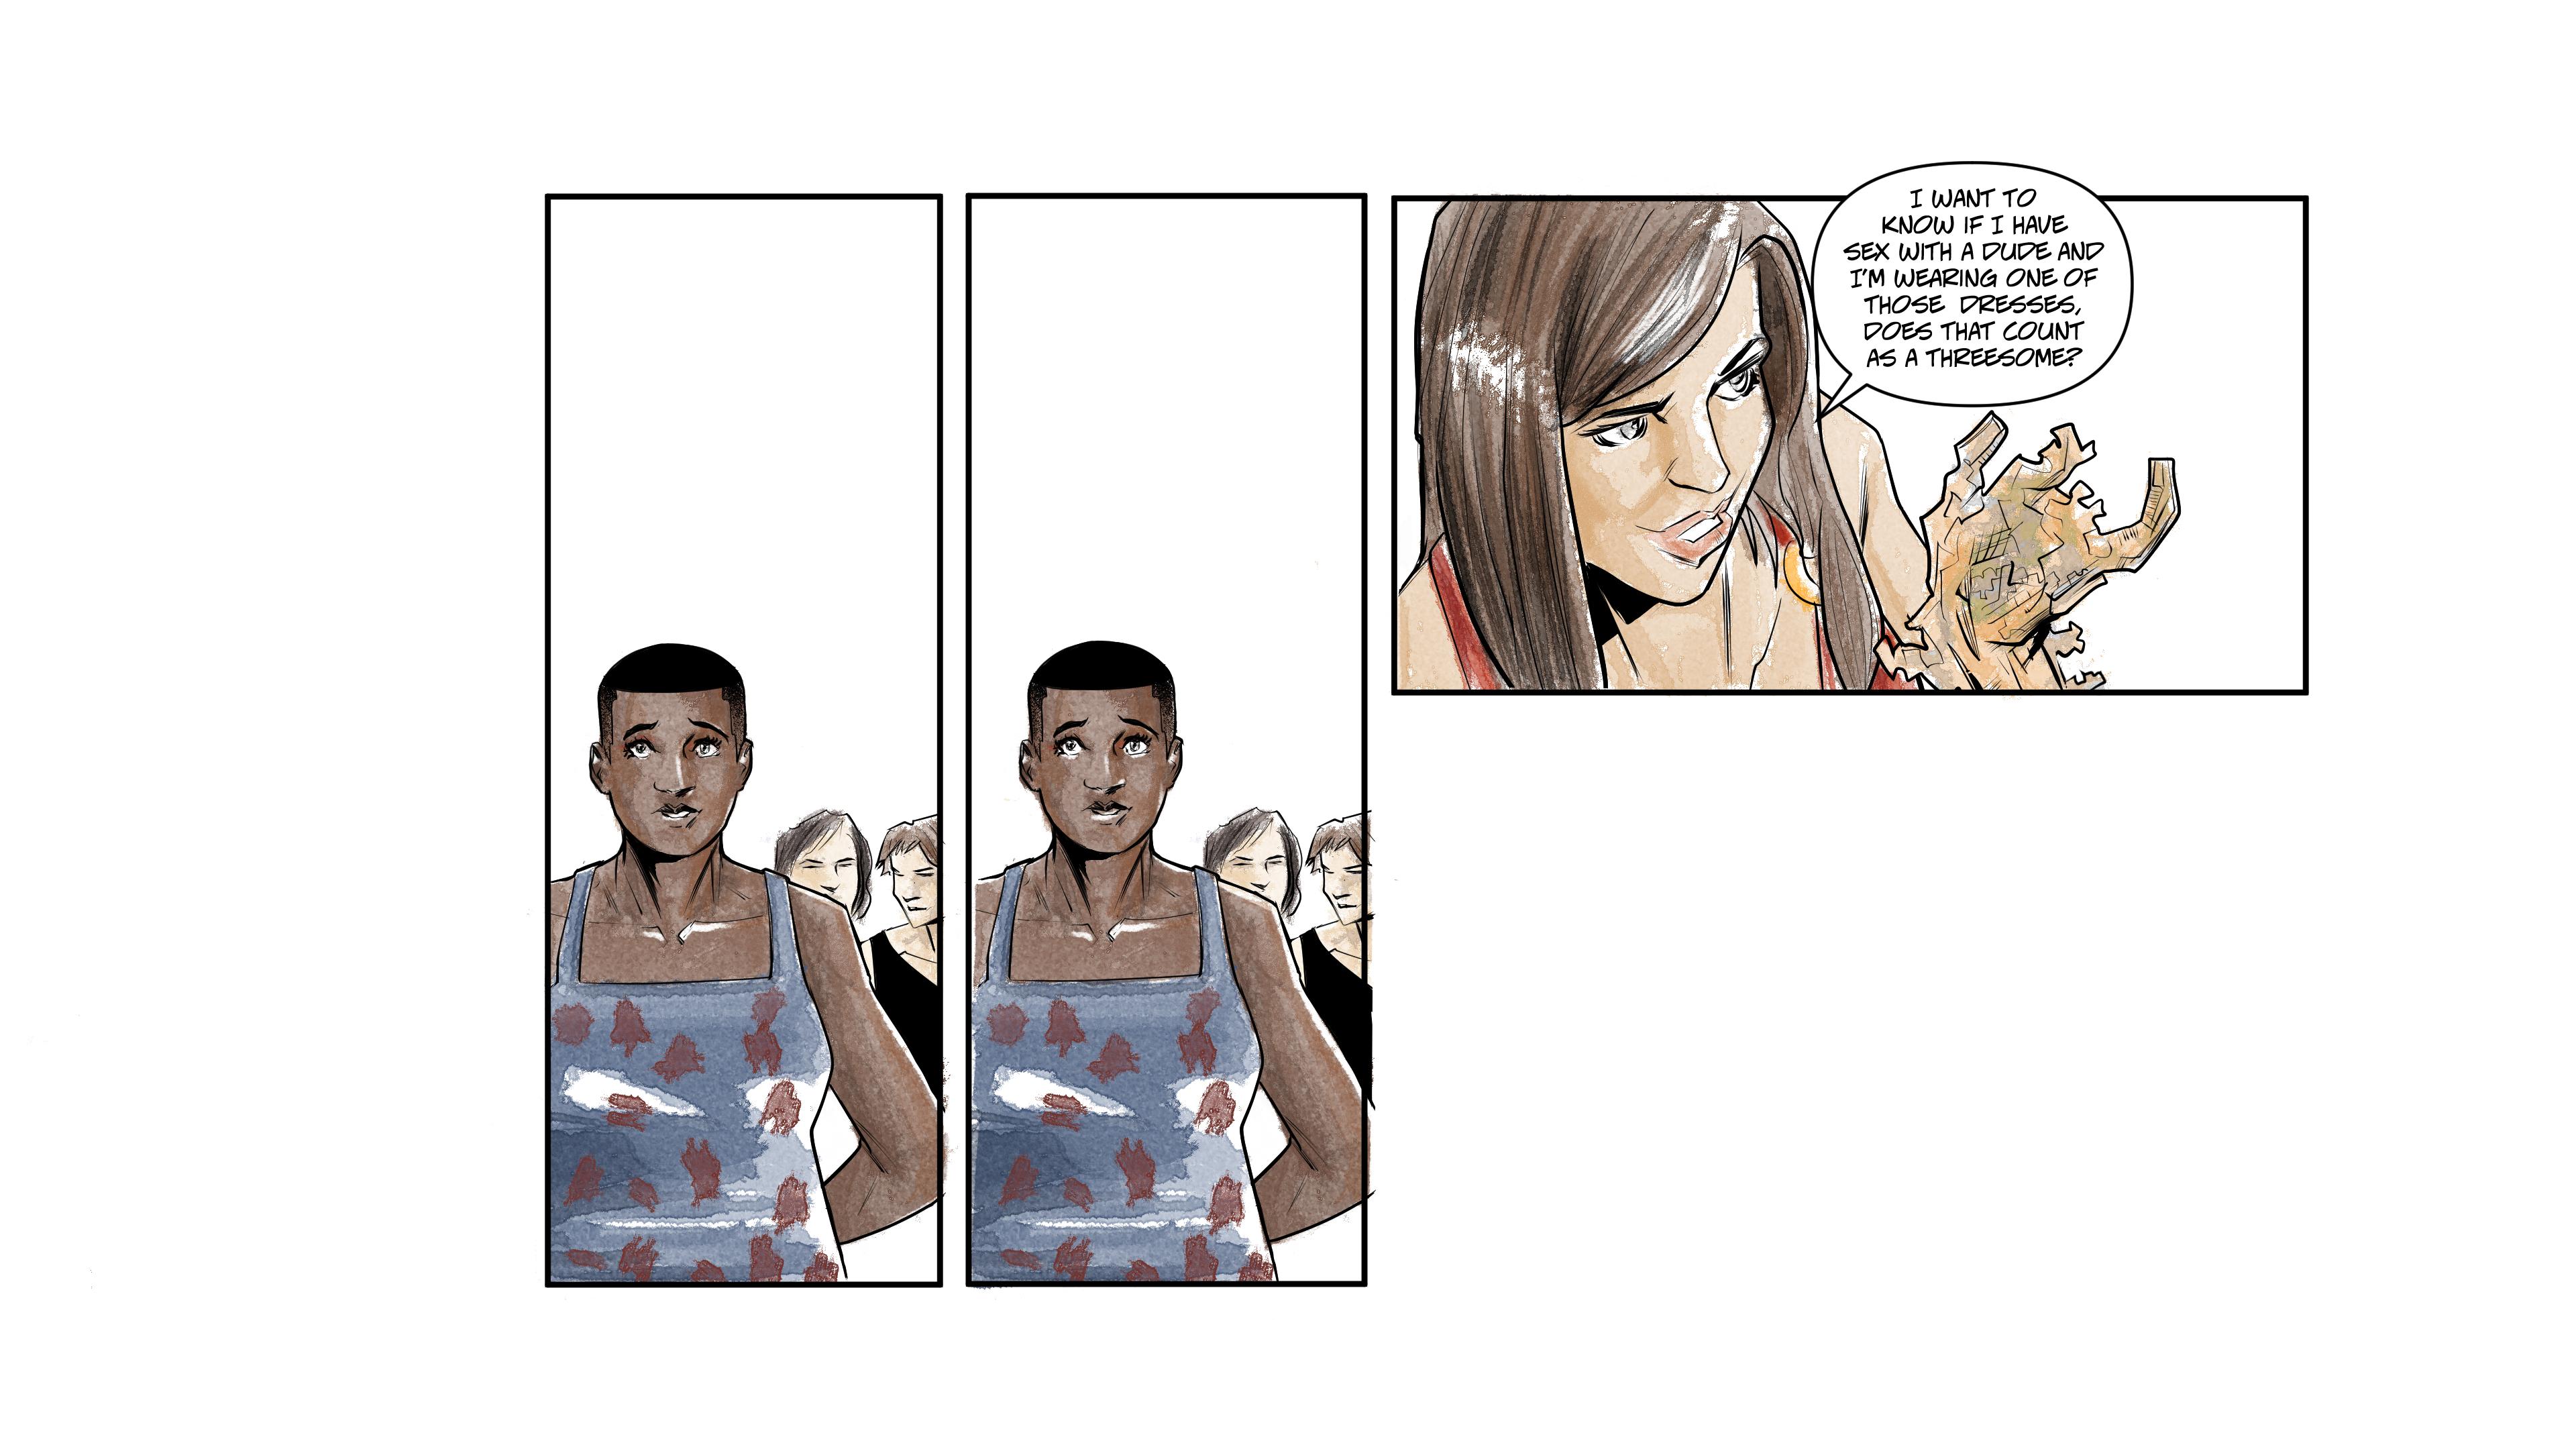 I WANT TO
KNOW IF I HAVE
SEX WITH A DUDE AND
I'M WEARING ONE OF
THOSE DRESSES,
DOES THAT COUNT
AS A THREESOME?